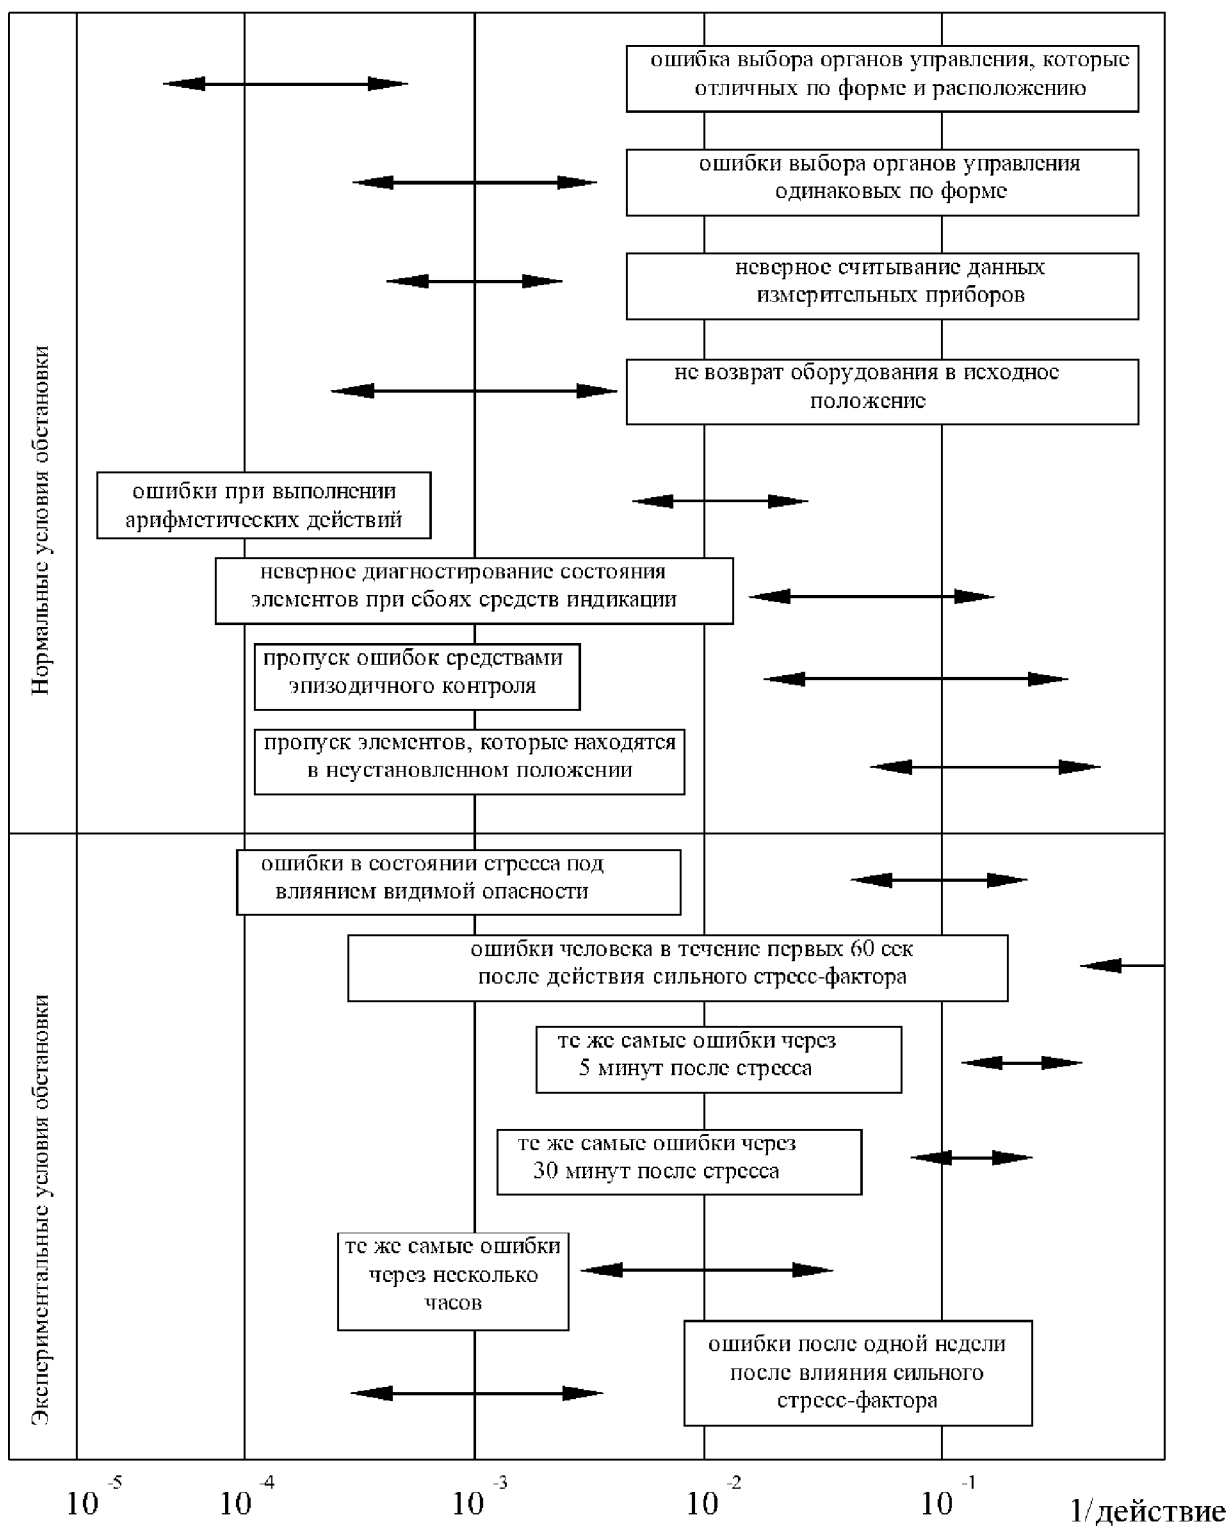 ошибка выбора органов управления, которые
отличных по форме и расположению
ошибки выбора органов управления
одинаковых по форме
неверное считывание данных
измерительных приборов
не возврат оборудования в исходное
положение
ошибки при выполнении
арифметических действий
неверное диагностирование состояния
элементов при сбоях средств индикации
пропуск ошибок средствами
эпизодичного контроля
пропуск элементов, которые находятся
в неустановленном положении
Нормальные условия обстановки
ошибки в состоянии стресса под
влиянием видимой опасности
ошибки человека в течение первых 60 сек
после действия сильного стресс-фактора
те же самые ошибки через
5 минут после стресса
те же самые ошибки через
30 минут после стресса
те же самые ошибки
через несколько
часов
ошибки после одной недели
после влияния сильного
стресс-фактора
Экспериментальные условия обстановки
10⁻⁵ 10⁻⁴ 10⁻³ 10⁻² 10⁻¹ 1/действие